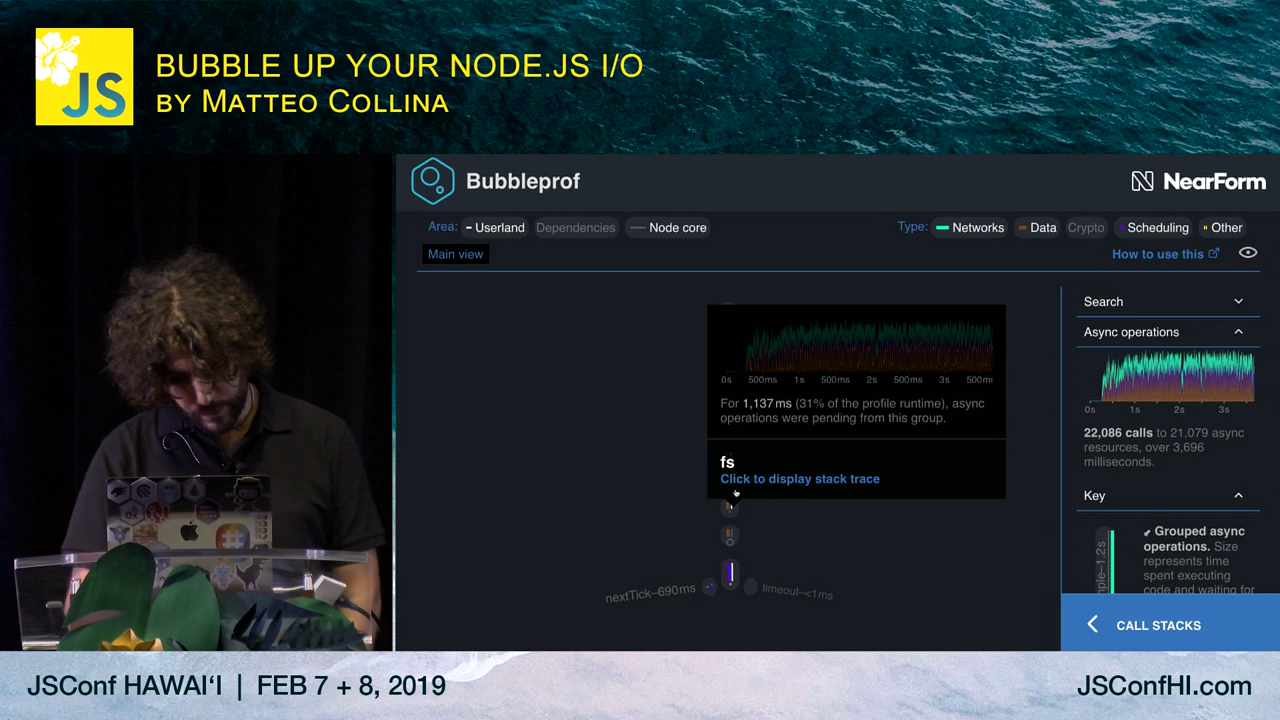 JS
BUBBLE UP YOUR NODE.JS I/O
BY MATTEO COLLINA
Bubbleprof
NearForm
Area: Userland Dependencies Node core
Type: Networks Data Crypto Scheduling Other
Main view
How to use this
Search
Async operations
0s 500ms 1s 500ms 2s 500ms 3s 500ms
For 1,137ms (31% of the profile runtime), async
operations were pending from this group.
fs
Click to display stack trace
nextTick–690ms
timeout–<1ms
0s 1s 2s 3s
22,086 calls to 21,079 async
resources, over 3,696
milliseconds.
Key
Grouped async
operations. Size
represents time
spent executing
code and waiting for
mple–1.2s
CALL STACKS
JSConf HAWAIʻI | FEB 7 + 8, 2019
JSConfHI.com